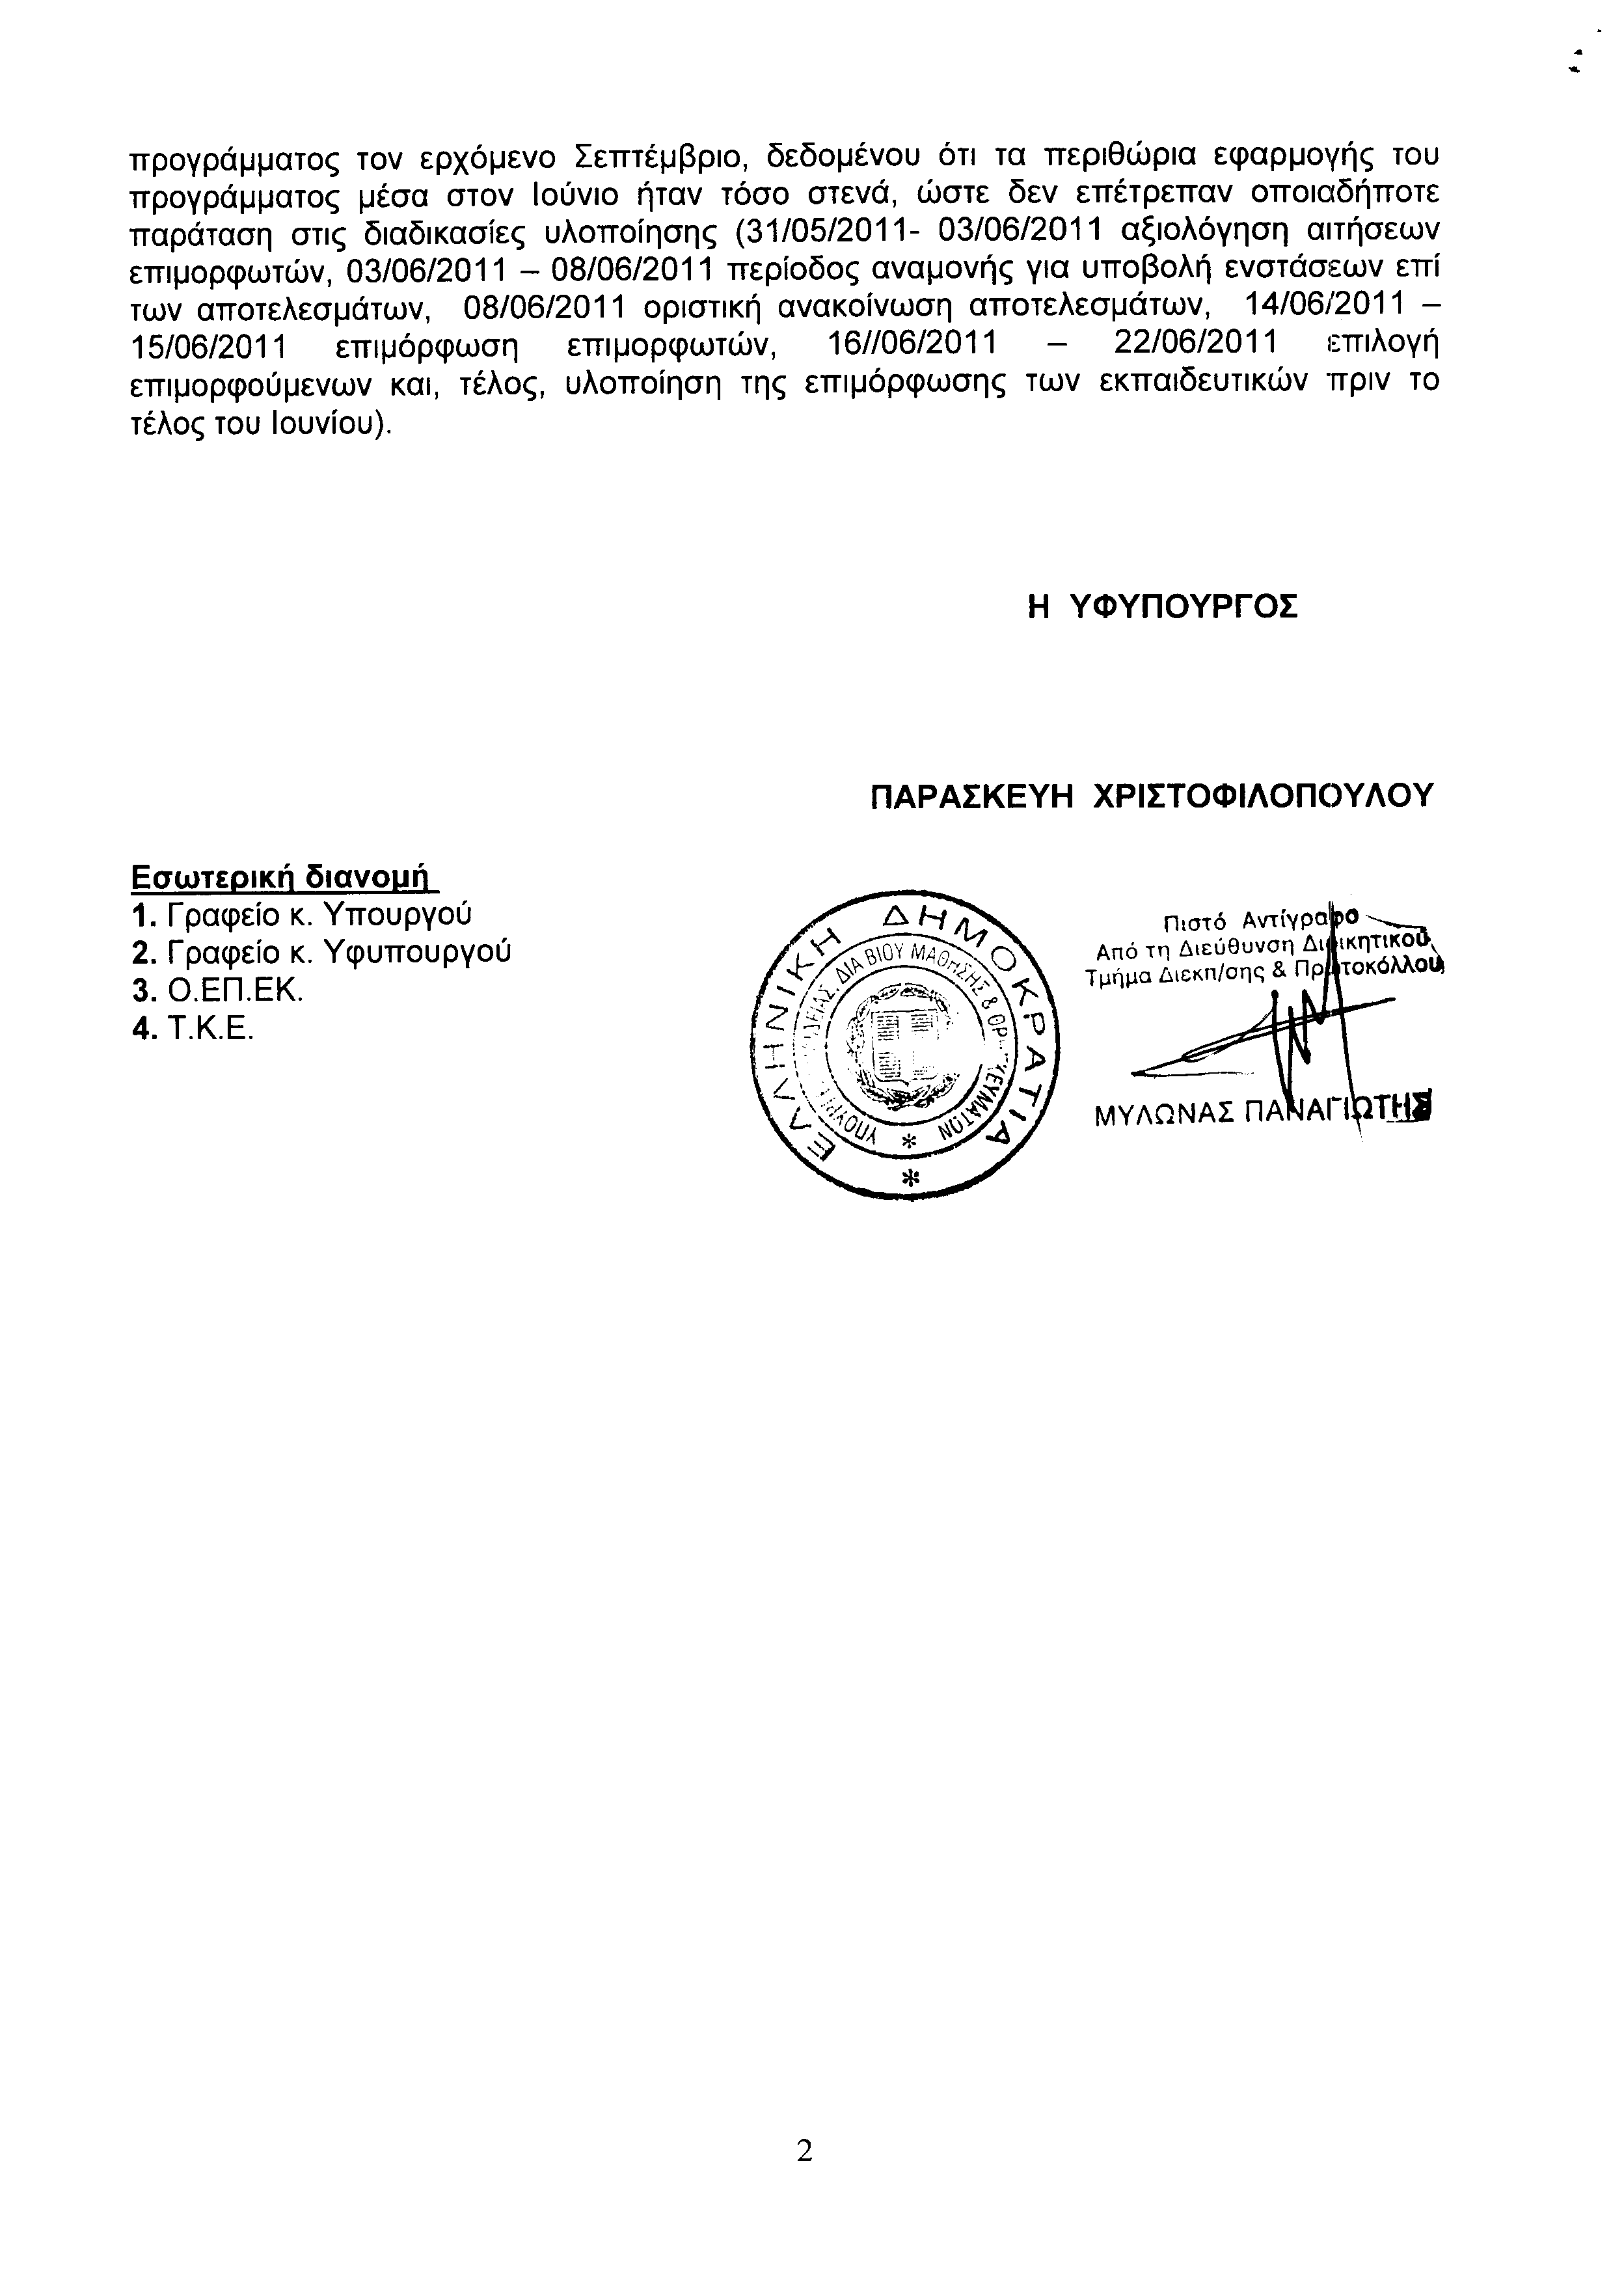 προγράμματος τον ερχόμενο Σεπτέμβριο, δεδομένου ότι τα περιθώρια εφαρμογής του
προγράμματος μέσα στον Ιούνιο ήταν τόσο στενά, ώστε δεν επέτρεπαν οποιαδήποτε
παράταση στις διαδικασίες υλοποίησης (31/05/2011- 03/06/2011 αξιολόγηση αιτήσεων
επιμορφωτών, 03/06/2011 – 08/06/2011 περίοδος αναμονής για υποβολή ενστάσεων επί
των αποτελεσμάτων, 08/06/2011 οριστική ανακοίνωση αποτελεσμάτων, 14/06/2011 –
15/06/2011 επιμόρφωση επιμορφωτών, 16//06/2011 – 22/06/2011 επιλογή
επιμορφούμενων και, τέλος, υλοποίηση της επιμόρφωσης των εκπαιδευτικών πριν το
τέλος του Ιουνίου).
Η ΥΦΥΠΟΥΡΓΟΣ
ΠΑΡΑΣΚΕΥΗ ΧΡΙΣΤΟΦΙΛΟΠΟΥΛΟΥ
Εσωτερική διανομή
1. Γραφείο κ. Υπουργού
2. Γραφείο κ. Υφυπουργού
3. Ο.ΕΠ.ΕΚ.
4. Τ.Κ.Ε.
ΕΛΛΗΝΙΚΗ ΔΗΜΟΚΡΑΤΙΑ *
ΔΙΑ ΒΙΟΥ ΜΑΘΗΣΗΣ & *
Πιστό Αντίγραφο
Από τη Διεύθυνση Διοικητικού
Τμήμα Διεκπ/σης & Πρωτοκόλλου
ΜΥΛΩΝΑΣ ΠΑΝΑΓΙΩΤΗΣ
2